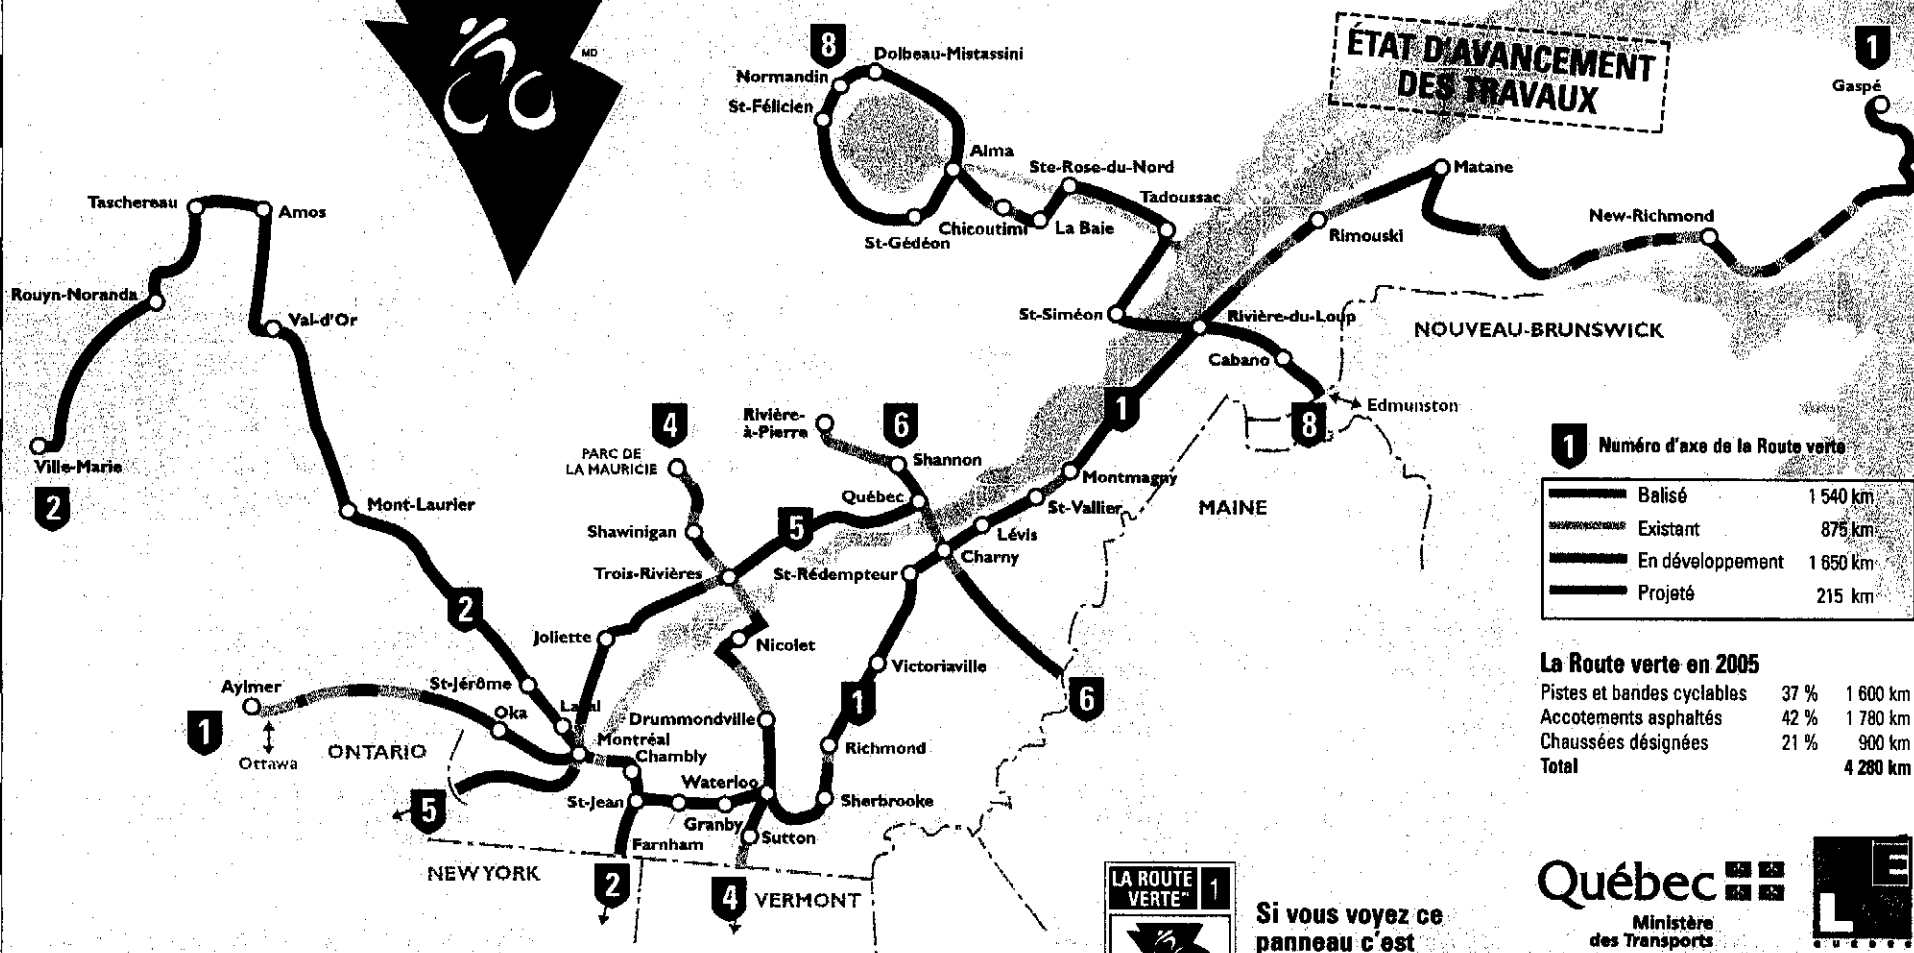 MD
ÉTAT D'AVANCEMENT
DES TRAVAUX
8
Dolbeau-Mistassini
Normandin
St-Félicien
Alma
Ste-Rose-du-Nord
Tadoussac
Chicoutimi
La Baie
St-Gédéon
1
Gaspé
Matane
New-Richmond
Rimouski
Taschereau
Amos
Rouyn-Noranda
Val-d'Or
Ville-Marie
2
Mont-Laurier
St-Siméon
Rivière-du-Loup
NOUVEAU-BRUNSWICK
Cabano
Edmunston
8
1
4
PARC DE
LA MAURICIE
Rivière-
à-Pierre
6
Shannon
Québec
Montmagny
St-Vallier
MAINE
Shawinigan
5
Lévis
Charny
Trois-Rivières
St-Rédempteur
2
Joliette
Nicolet
Victoriaville
1
6
Aylmer
St-Jérôme
Oka
Laval
1
Ottawa
ONTARIO
Montréal
Chambly
Drummondville
Richmond
Waterloo
St-Jean
Granby
Sherbrooke
5
Farnham
Sutton
NEW YORK
2
4
VERMONT
1 Numéro d'axe de la Route verte
Balisé 1 540 km
Existant 875 km
En développement 1 650 km
Projeté 215 km
La Route verte en 2005
Pistes et bandes cyclables 37 % 1 600 km
Accotements asphaltés 42 % 1 780 km
Chaussées désignées 21 % 900 km
Total 4 280 km
LA ROUTE
VERTE 1
Si vous voyez ce
panneau c'est
Québec
Ministère
des Transports
VÉLO
QUÉBEC